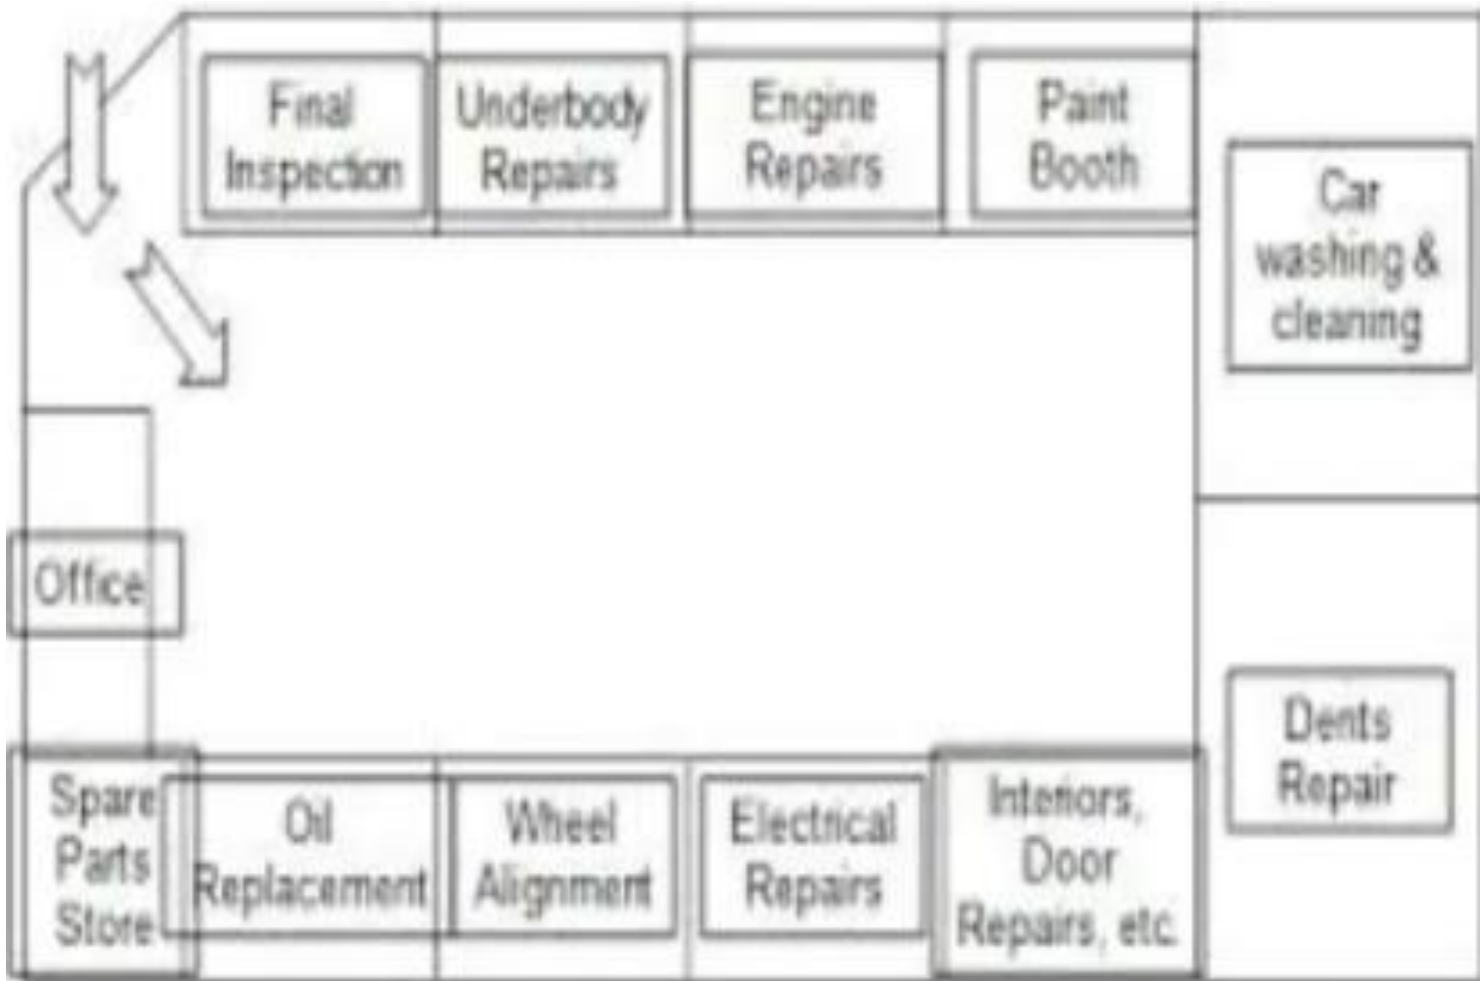 Final
Inspection
Underbody
Repairs
Engine
Repairs
Paint
Booth
Car
washing &
cleaning
Office
Dents
Repair
Spare
Parts
Store
Oil
Replacement
Wheel
Alignment
Electrical
Repairs
Interiors,
Door
Repairs, etc.